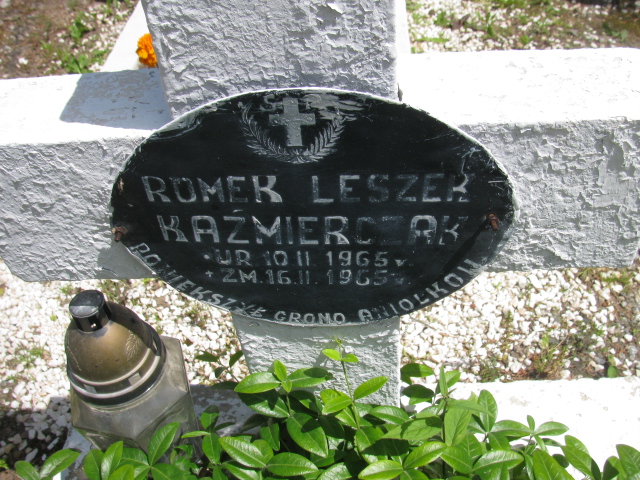 ROMEK LESZEK
KAŹMIERCZAK
*UR. 10 II 1965 r
+ZM. 16 II 1965 r
POWIĘKSZYŁ GRONO ANIOŁKÓW